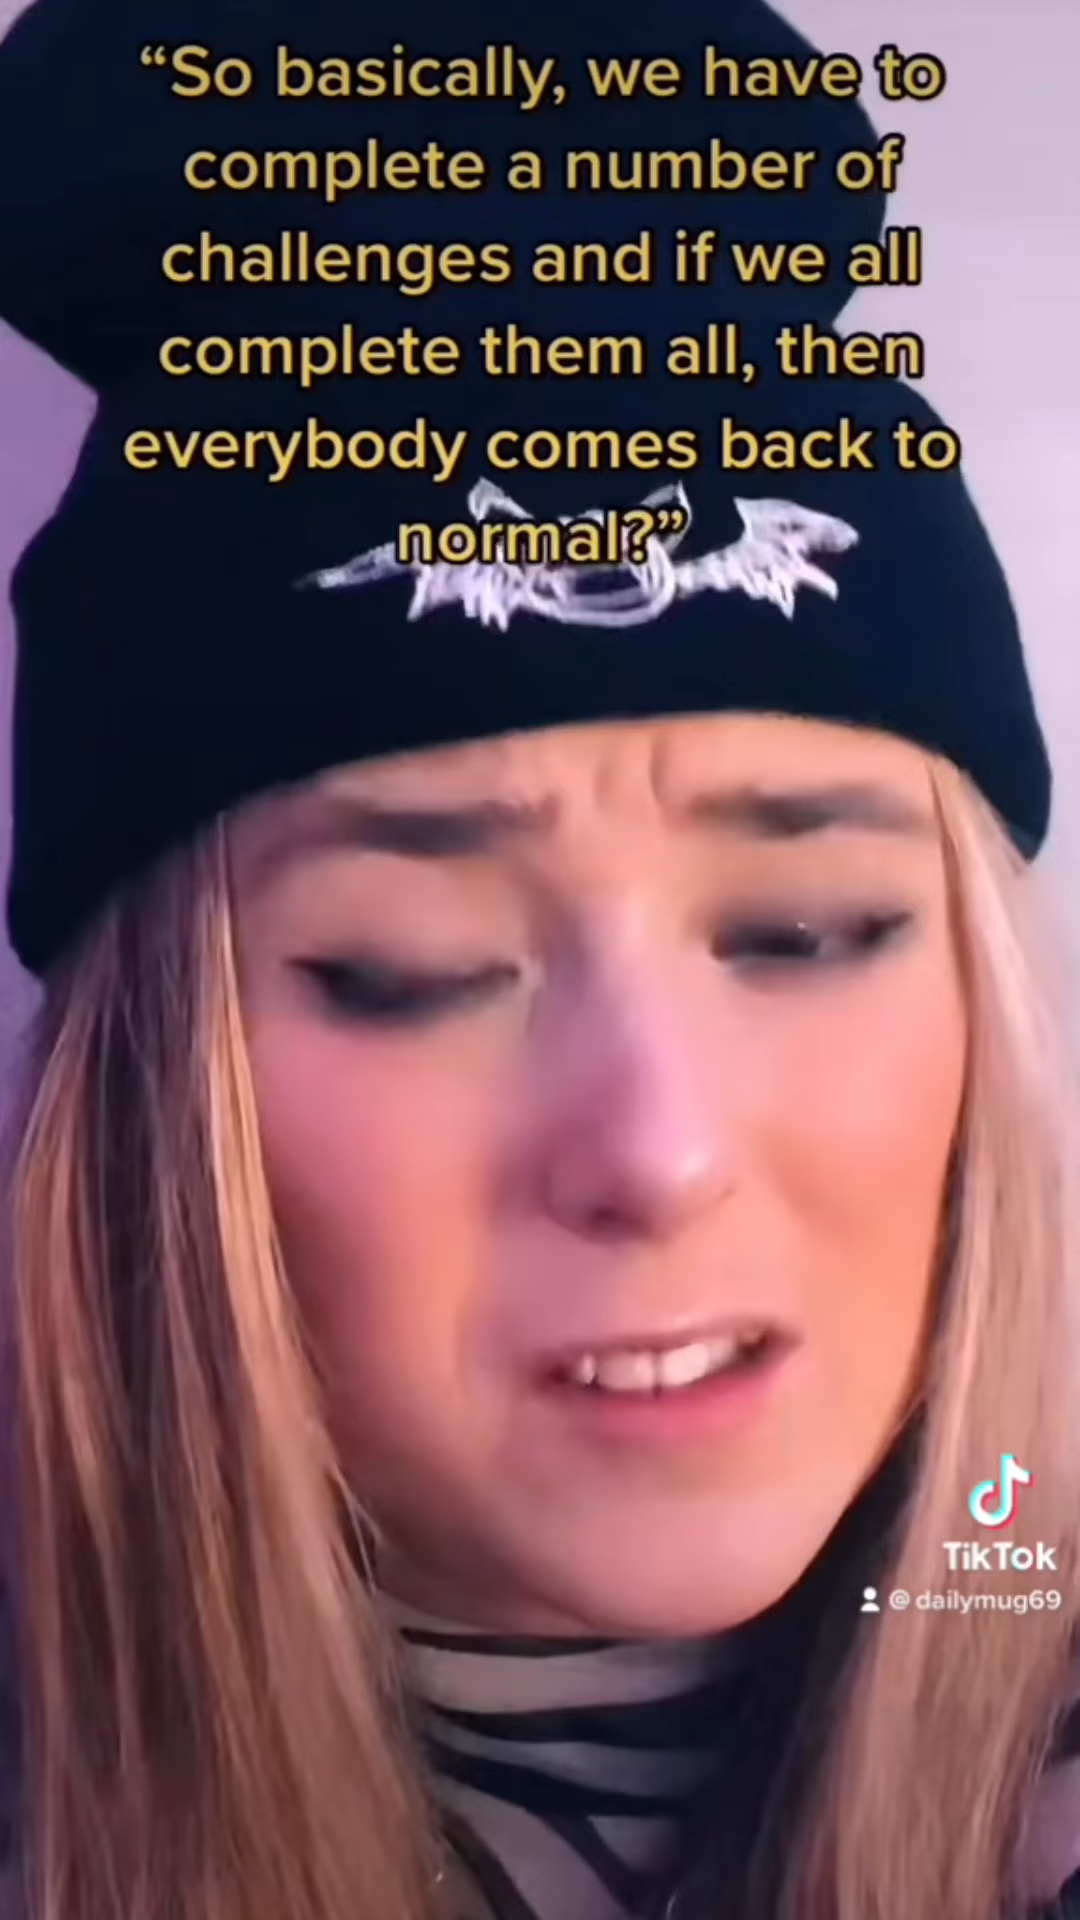 “So basically, we have to
complete a number of
challenges and if we all
complete them all, then
everybody comes back to
normal?”
TikTok
@dailymug69